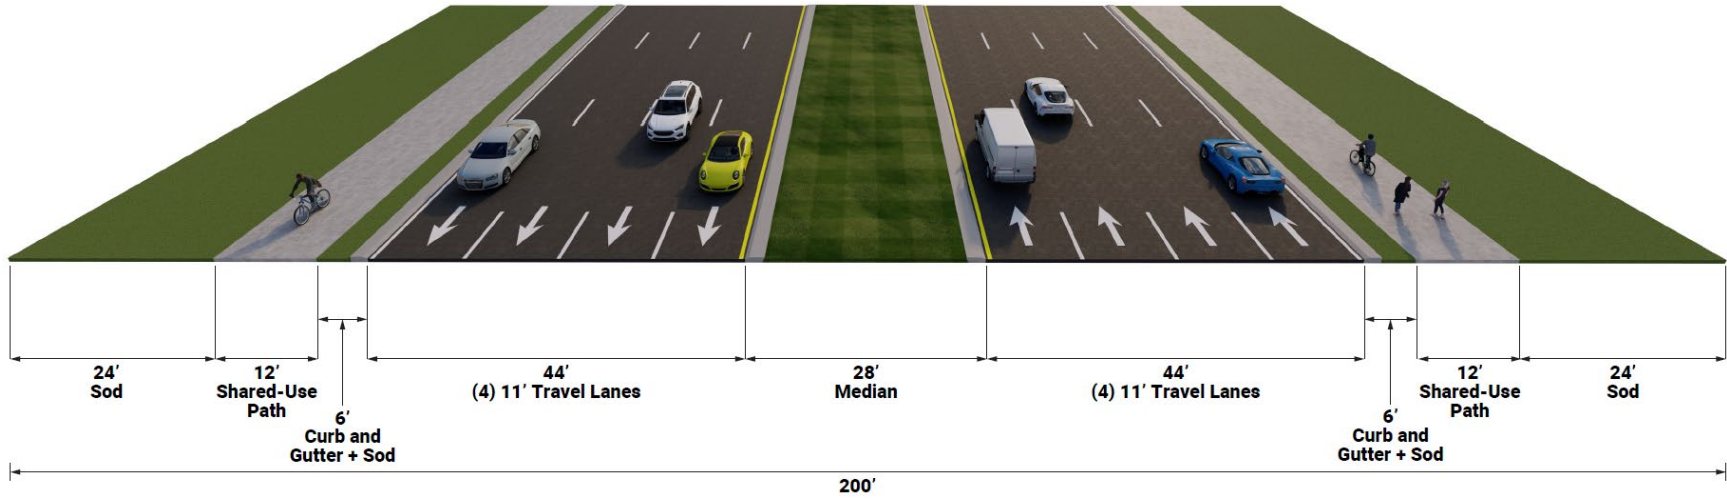 24’
Sod
12’
Shared-Use
Path
6’
Curb and
Gutter + Sod
44’
(4) 11’ Travel Lanes
28’
Median
44’
(4) 11’ Travel Lanes
6’
Curb and
Gutter + Sod
12’
Shared-Use
Path
24’
Sod
200’